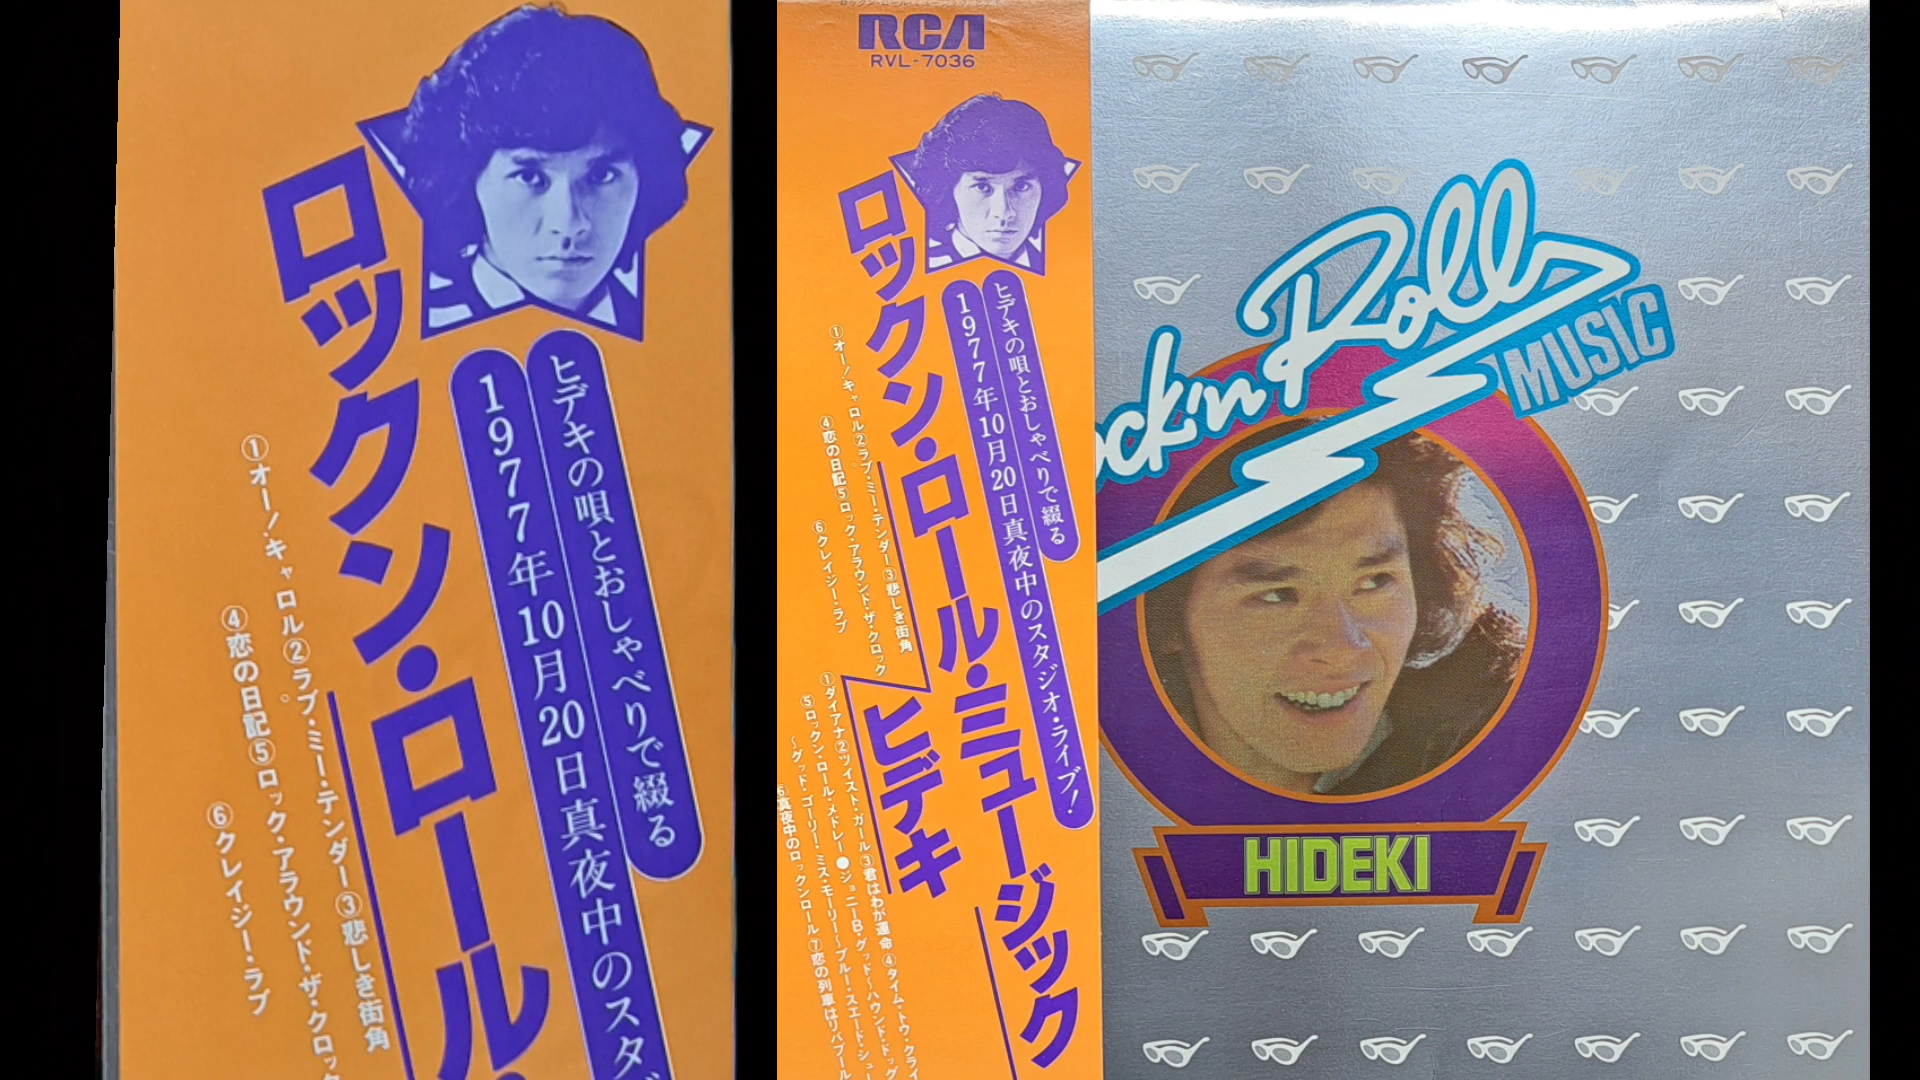 ロックン・ロール・
ヒデキの唄とおしゃべりで綴る
1977年10月20日真夜中のスタ
①オー!キャロル②ラブ・ミー・テンダー③悲しき街角
④恋の日記⑤ロック・アラウンド・ザ・クロッ
⑥クレイジー・ラブ
RCA
RVL-7036
ロックン・ロール・ミュージック
ヒデキ
ヒデキの唄とおしゃべりで綴る
1977年10月20日真夜中のスタジオ・ライブ!
①オー!キャロル②ラブ・ミー・テンダー③悲しき街角
④恋の日記⑤ロック・アラウンド・ザ・クロック
⑥クレイジー・ラブ
①ダイアナ②ツイスト・ガール③君はわが運命④タイム・トウ・クライ
⑤ロックン・ロール・メドレー●ジョニーB・グッド~ハウンド・ドッグ
~グッド・ゴーリー・ミス・モーリー~ブルー・スエード・シュー
⑥真夜中のロックンロール⑦恋の列車はリバプール
ock'n Roll
MUSIC
HIDEKI